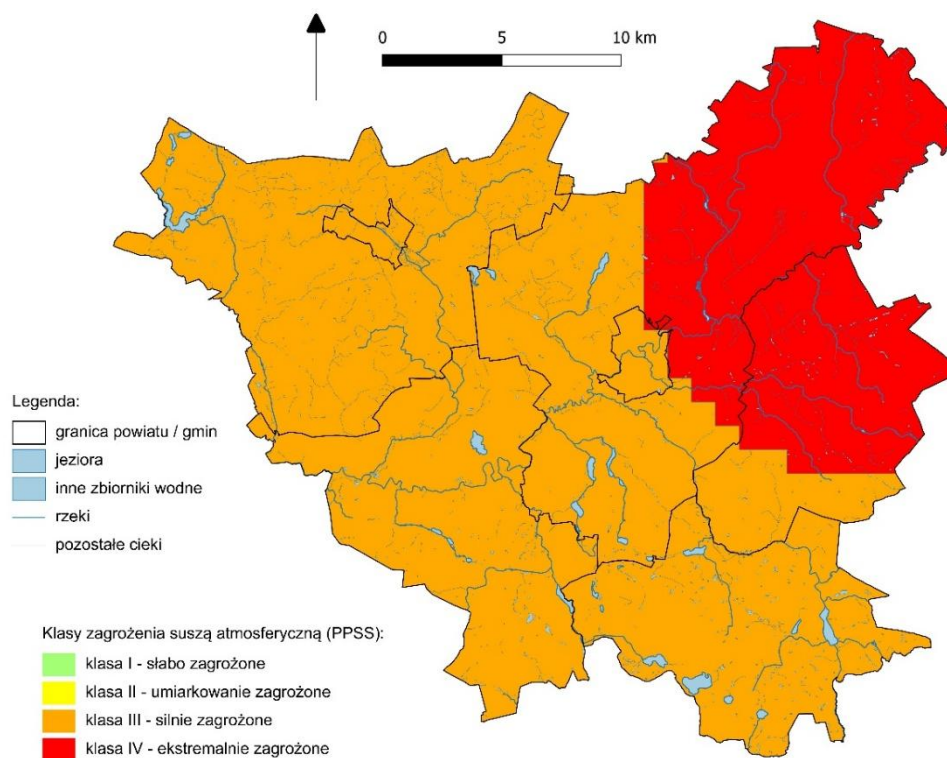 0 5 10 km
Legenda:
granica powiatu / gmin
jeziora
inne zbiorniki wodne
rzeki
pozostałe cieki
Klasy zagrożenia suszą atmosferyczną (PPSS):
klasa I - słabo zagrożone
klasa II - umiarkowanie zagrożone
klasa III - silnie zagrożone
klasa IV - ekstremalnie zagrożone